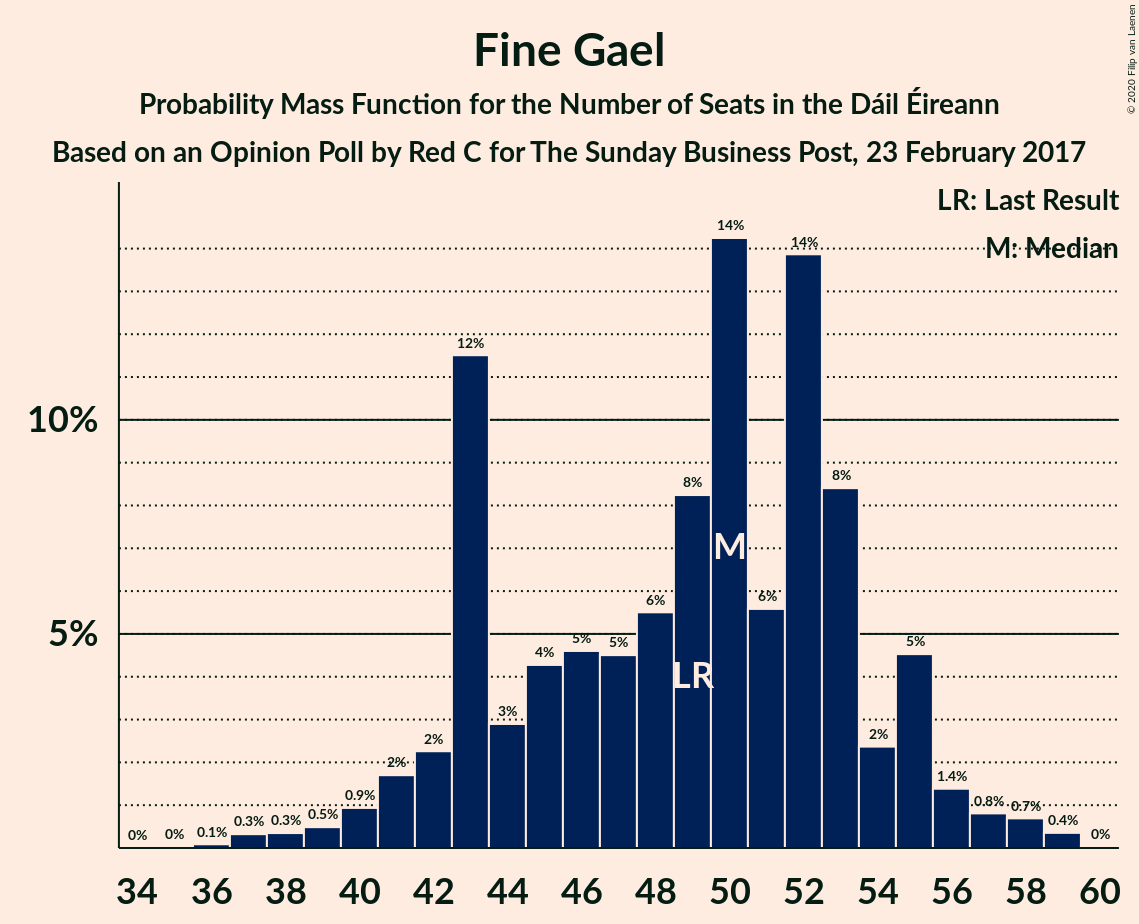 Fine Gael
Probability Mass Function for the Number of Seats in the Dáil Éireann
Based on an Opinion Poll by Red C for The Sunday Business Post, 23 February 2017
© 2020 Filip van Laenen
LR: Last Result
M: Median
10%
5%
0% 0% 0.1% 0.3% 0.3% 0.5% 0.9% 2% 2% 12% 3% 4% 5% 5% 6% 8% 14% 6% 14% 8% 2% 5% 1.4% 0.8% 0.7% 0.4% 0%
M
LR
34 36 38 40 42 44 46 48 50 52 54 56 58 60